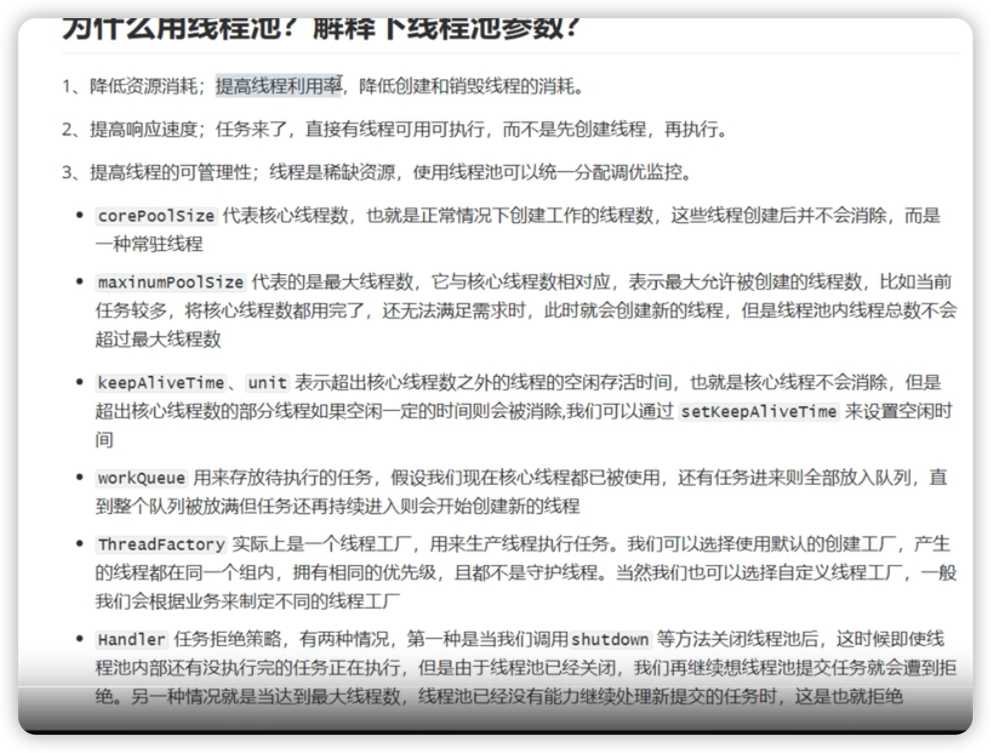 为什么用线程池？解释下线程池参数？
1、降低资源消耗；提高线程利用率，降低创建和销毁线程的消耗。
2、提高响应速度；任务来了，直接有线程可用可执行，而不是先创建线程，再执行。
3、提高线程的可管理性；线程是稀缺资源，使用线程池可以统一分配调优监控。
• corePoolSize 代表核心线程数，也就是正常情况下创建工作的线程数，这些线程创建后并不会消除，而是
一种常驻线程
• maxinumPoolSize 代表的是最大线程数，它与核心线程数相对应，表示最大允许被创建的线程数，比如当前
任务较多，将核心线程数都用完了，还无法满足需求时，此时就会创建新的线程，但是线程池内线程总数不会
超过最大线程数
• keepAliveTime、unit 表示超出核心线程数之外的线程的空闲存活时间，也就是核心线程不会消除，但是
超出核心线程数的部分线程如果空闲一定的时间则会被消除,我们可以通过 setKeepAliveTime 来设置空闲时
间
• workQueue 用来存放待执行的任务，假设我们现在核心线程都已被使用，还有任务进来则全部放入队列，直
到整个队列被放满但任务还再持续进入则会开始创建新的线程
• ThreadFactory 实际上是一个线程工厂，用来生产线程执行任务。我们可以选择使用默认的创建工厂，产生
的线程都在同一个组内，拥有相同的优先级，且都不是守护线程。当然我们也可以选择自定义线程工厂，一般
我们会根据业务来制定不同的线程工厂
• Handler 任务拒绝策略，有两种情况，第一种是当我们调用shutdown 等方法关闭线程池后，这时候即使线
程池内部还有没执行完的任务正在执行，但是由于线程池已经关闭，我们再继续想线程池提交任务就会遭到拒
绝。另一种情况就是当达到最大线程数，线程池已经没有能力继续处理新提交的任务时，这是也就拒绝